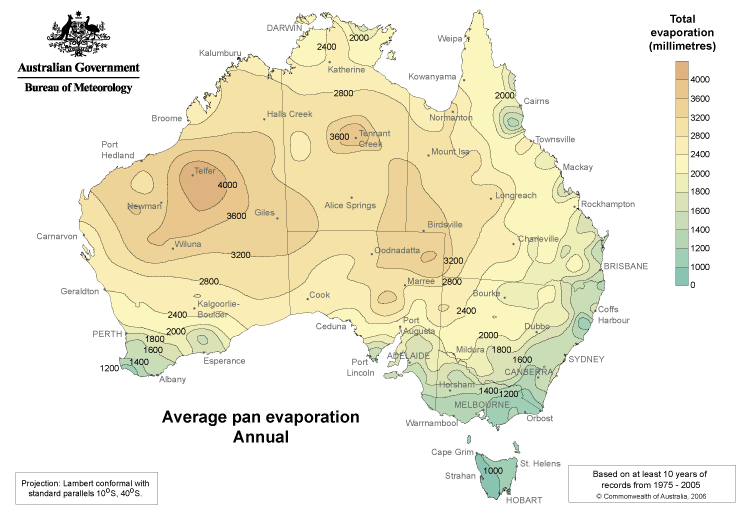 Australian Government
Bureau of Meteorology
Total
evaporation
(millimetres)
4000
3600
3200
2800
2400
2000
1800
1600
1400
1200
1000
0
DARWIN
2000
2400
Katherine
Weipa
Kalumburu
Kowanyama
2800
2000
Cairns
Broome
Halls Creek
Normanton
3600
Tennant
Creek
Townsville
Port
Hedland
Mount Isa
Mackay
Telfer
4000
Newman
3600
Giles
Alice Springs
Longreach
Rockhampton
Carnarvon
Wiluna
3200
Birdsville
Oodnadatta
Charleville
3200
BRISBANE
2800
Marree
2800
Geraldton
Cook
Bourke
Kalgoorlie-
Boulder
2400
2400
Coffs
Harbour
PERTH
2000
1800
1600
1400
1200
Albany
Esperance
Ceduna
Port
Augusta
2000
Dubbo
Mildura
1800
1600
SYDNEY
Port
Lincoln
ADELAIDE
CANBERRA
Horsham
1400
1200
MELBOURNE
Orbost
Warrnambool
Average pan evaporation
Annual
Cape Grim
St. Helens
Strahan
1000
HOBART
Projection: Lambert conformal with
standard parallels 10°S, 40°S.
Based on at least 10 years of
records from 1975 - 2005
© Commonwealth of Australia, 2006